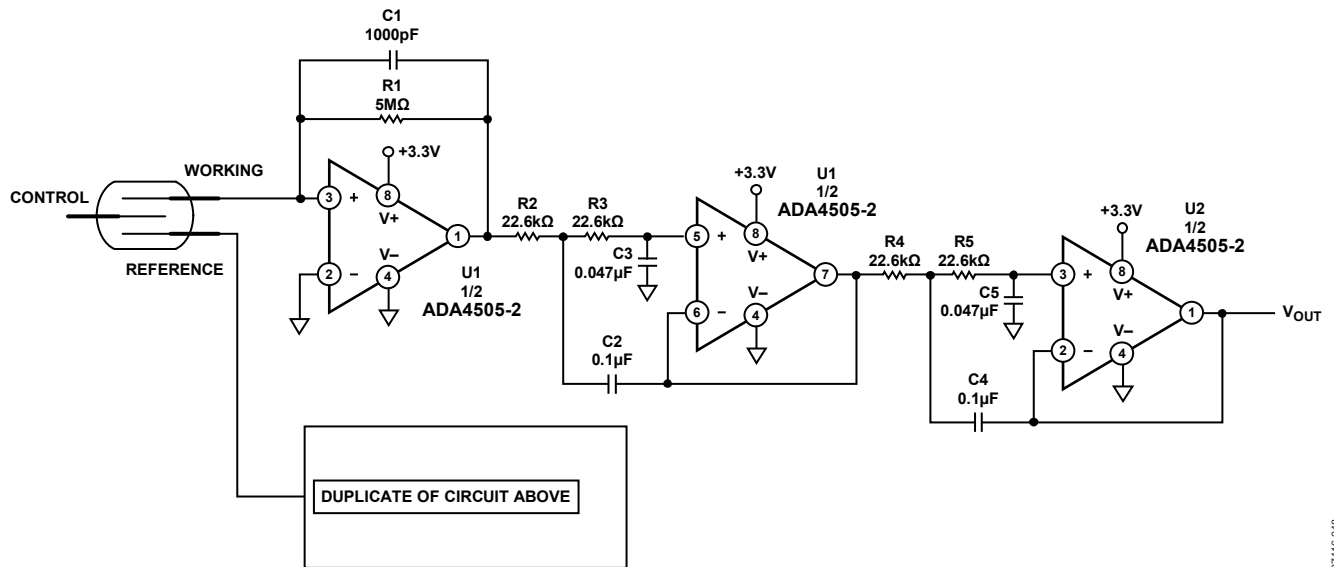 C1
1000pF
R1
5MΩ
+3.3V
WORKING
CONTROL
REFERENCE
3
+
8
V+
1
2
−
V−
4
U1
1/2
ADA4505-2
R2
22.6kΩ
R3
22.6kΩ
C3
0.047µF
C2
0.1µF
+3.3V
U1
1/2
ADA4505-2
5
+
8
V+
7
6
−
V−
4
R4
22.6kΩ
R5
22.6kΩ
C5
0.047µF
C4
0.1µF
+3.3V
U2
1/2
ADA4505-2
3
+
8
V+
1
2
−
V−
4
VOUT
DUPLICATE OF CIRCUIT ABOVE